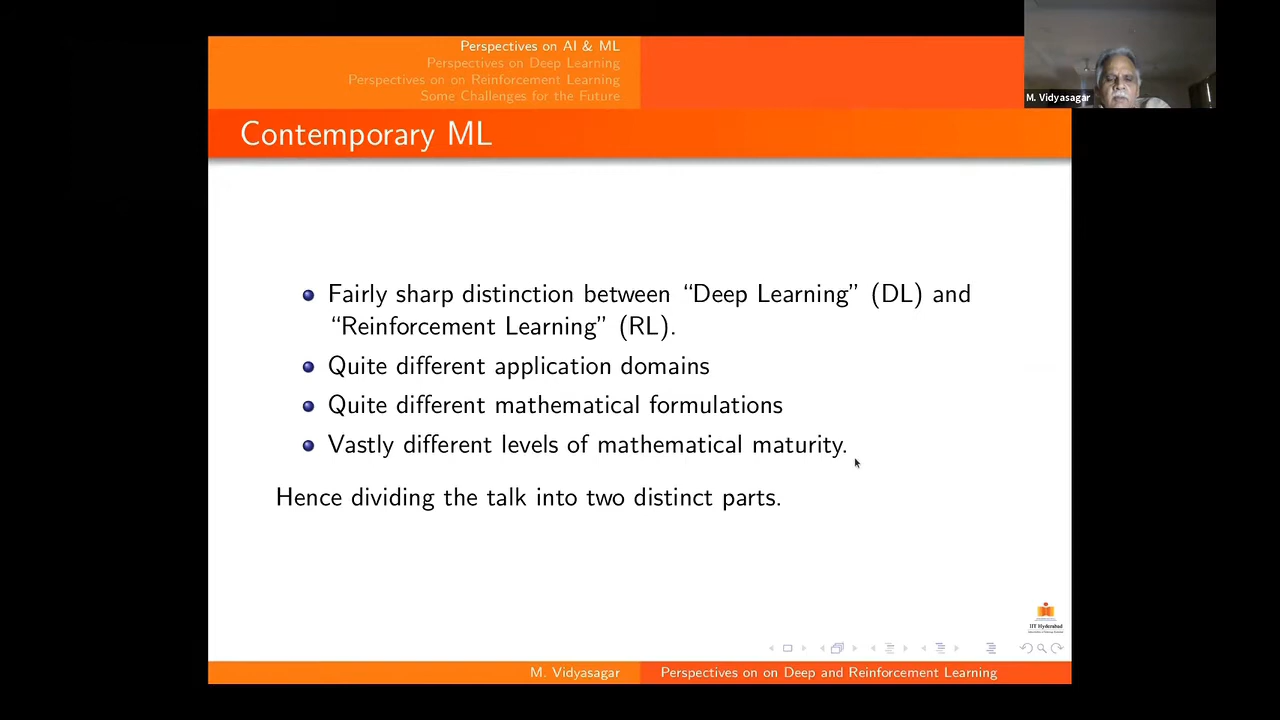 Perspectives on AI & ML
Perspectives on Deep Learning
Perspectives on on Reinforcement Learning
Some Challenges for the Future
M. Vidyasagar
Contemporary ML
Fairly sharp distinction between “Deep Learning” (DL) and
“Reinforcement Learning” (RL).
Quite different application domains
Quite different mathematical formulations
Vastly different levels of mathematical maturity.
Hence dividing the talk into two distinct parts.
IIT Hyderabad
M. Vidyasagar
Perspectives on on Deep and Reinforcement Learning